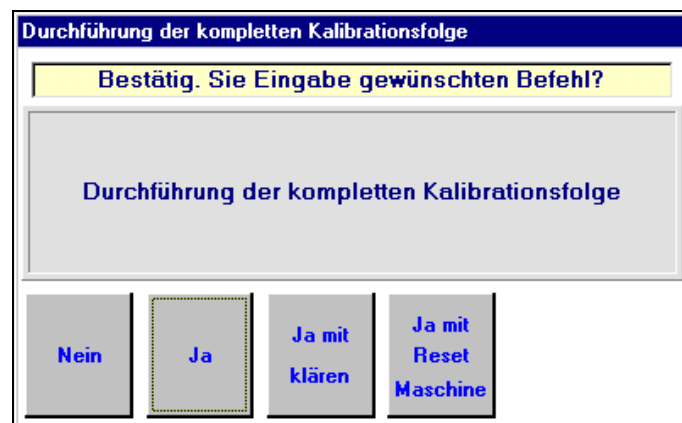 Durchführung der kompletten Kalibrationsfolge
Bestätig. Sie Eingabe gewünschten Befehl?
Durchführung der kompletten Kalibrationsfolge
Nein
Ja
Ja mit
klären
Ja mit
Reset
Maschine